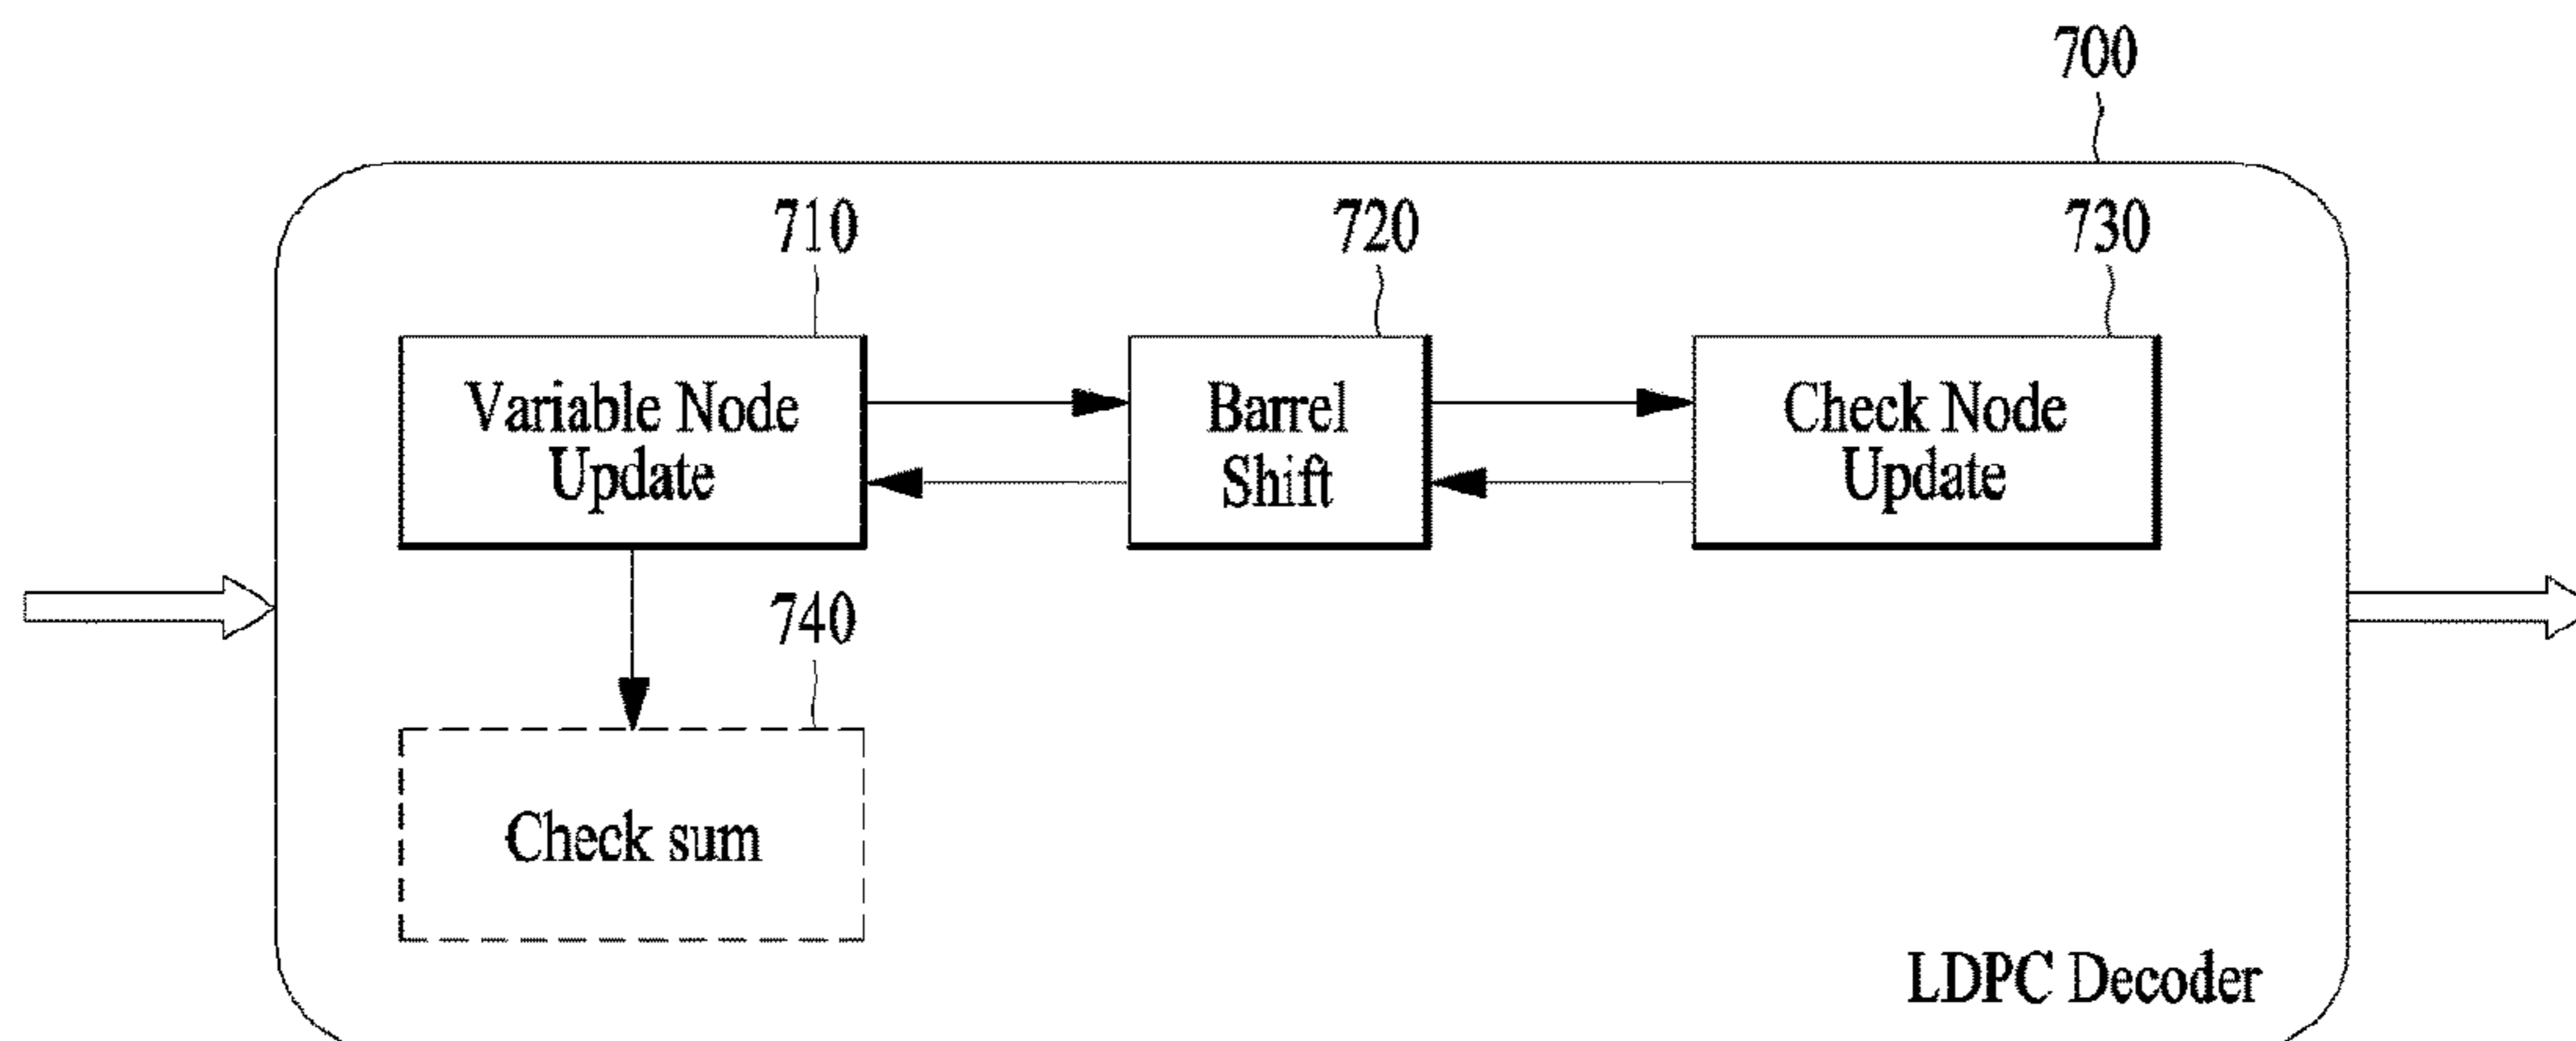 700
710
720
730
Variable Node
Update
Barrel
Shift
Check Node
Update
740
Check sum
LDPC Decoder